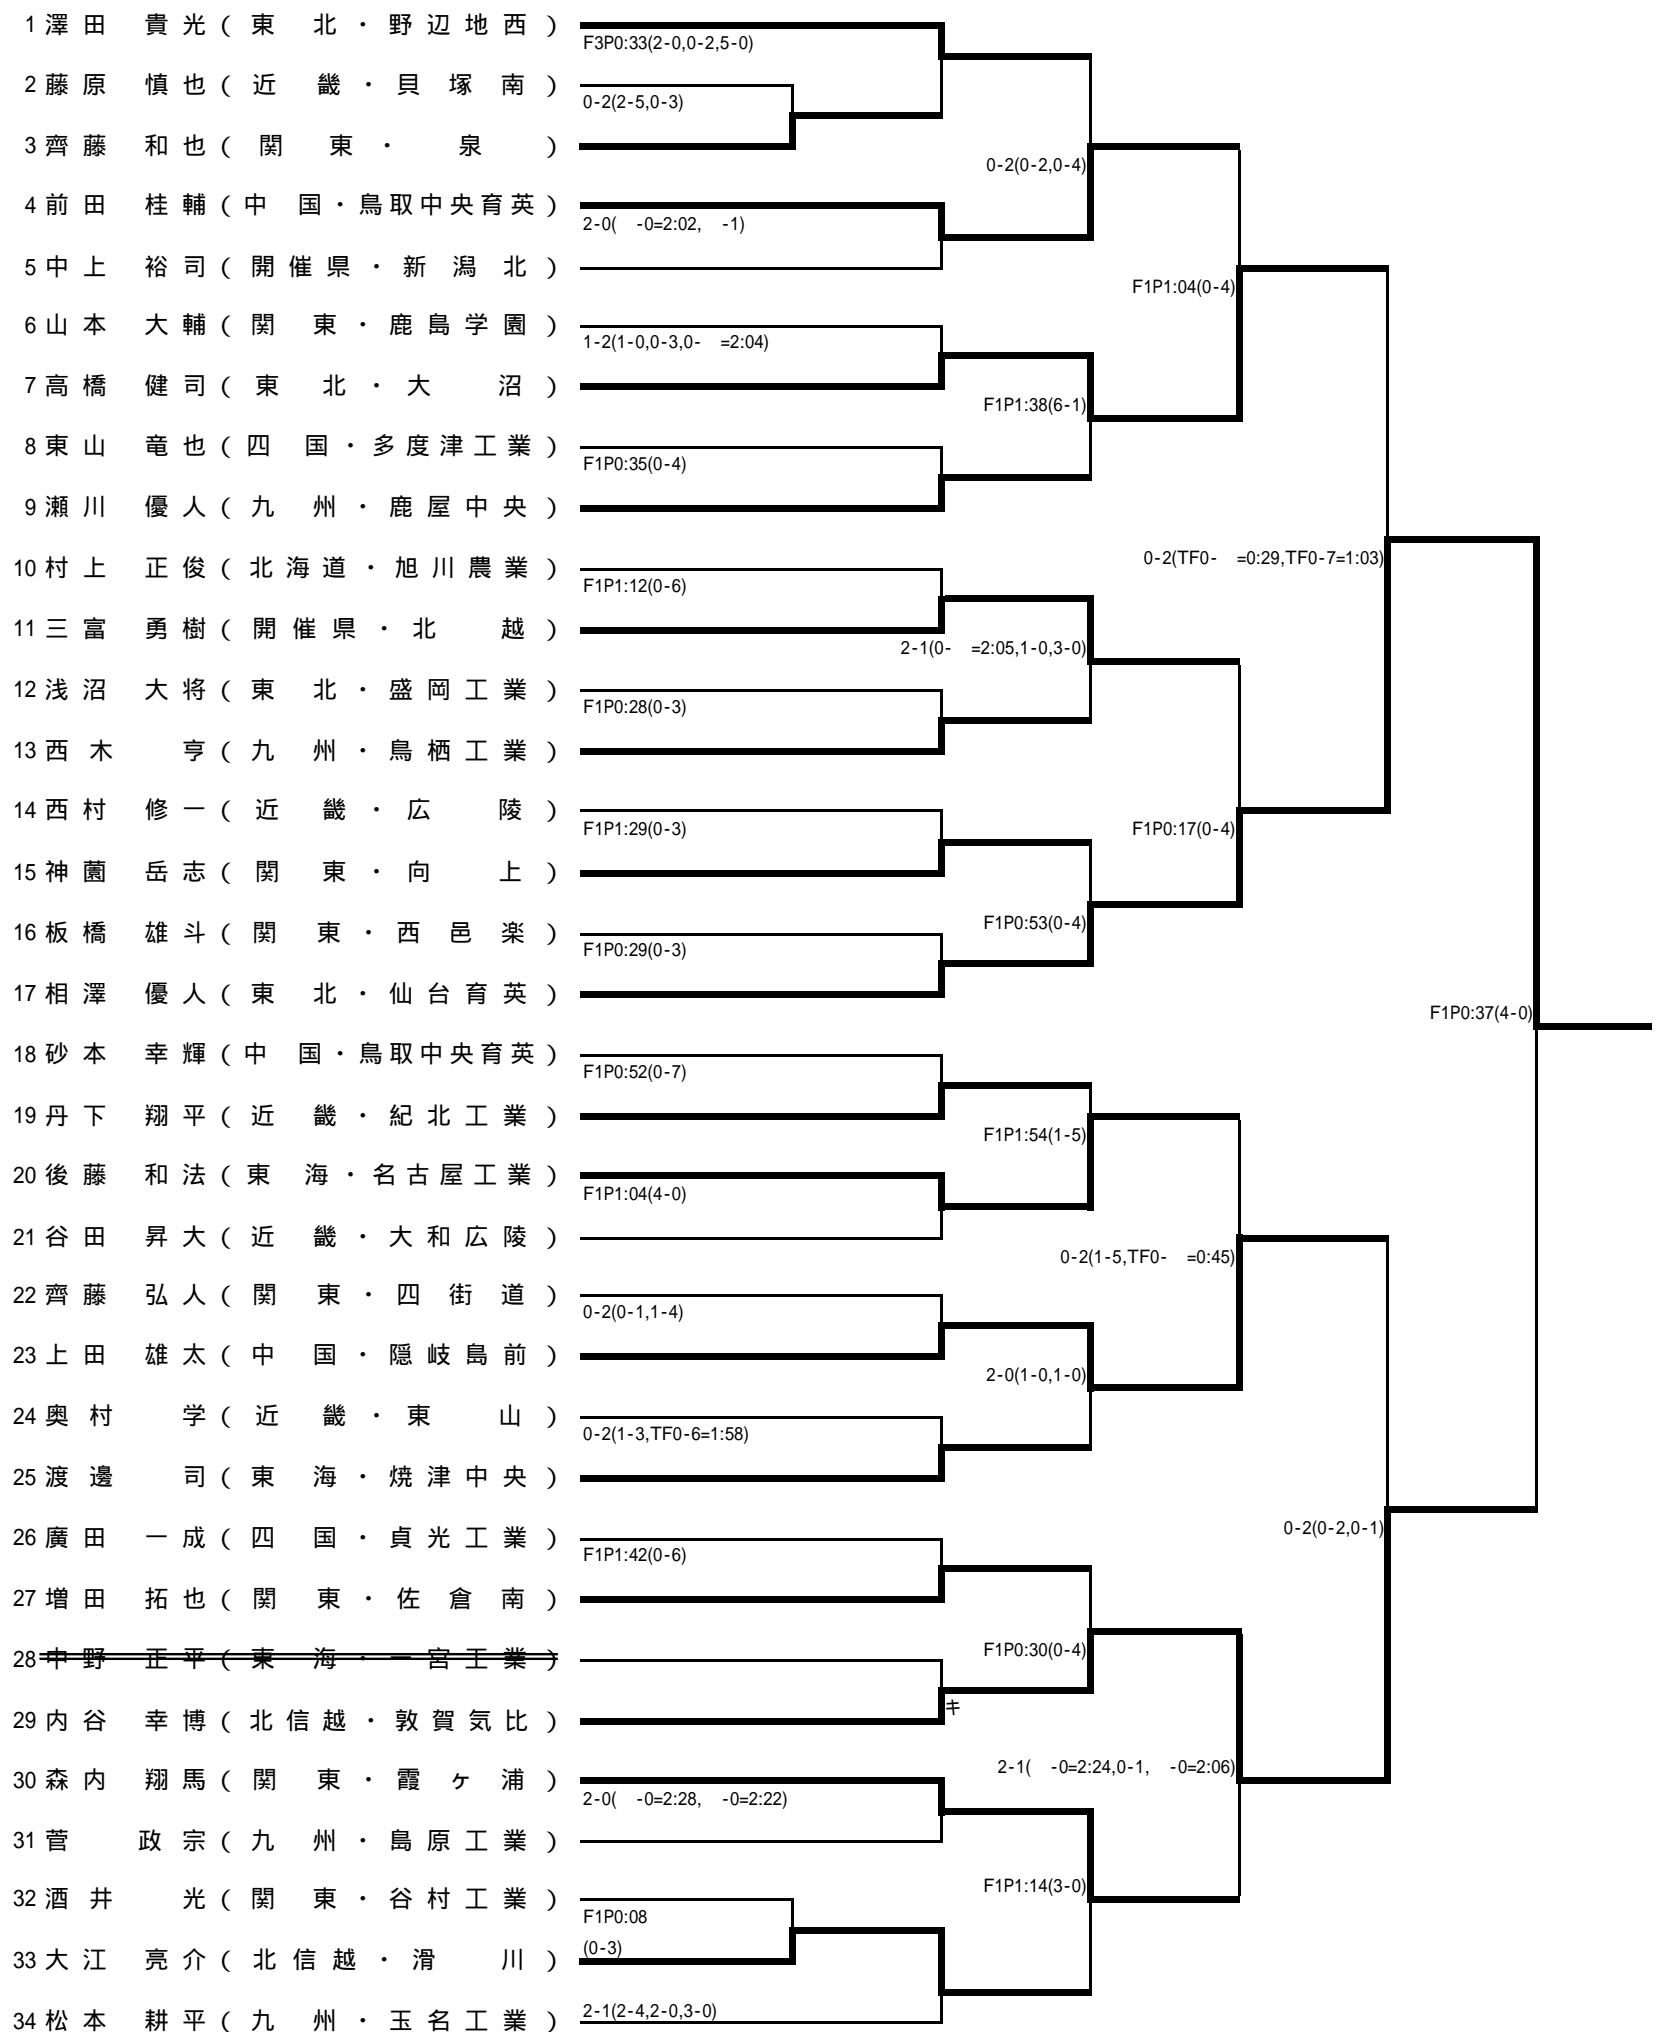 1 澤田 貴光 ( 東北・野辺地西 )
F3P0:33(2-0,0-2,5-0)
2 藤原 慎也 ( 近畿・貝塚南 )
0-2(2-5,0-3)
3 齊藤 和也 ( 関東・泉 )
0-2(0-2,0-4)
4 前田 桂輔 ( 中国・鳥取中央育英 )
2-0( -0=2:02, -1)
5 中上 裕司 ( 開催県・新潟北 )
F1P1:04(0-4)
6 山本 大輔 ( 関東・鹿島学園 )
1-2(1-0,0-3,0- =2:04)
7 高橋 健司 ( 東北・大沼 )
F1P1:38(6-1)
8 東山 竜也 ( 四国・多度津工業 )
F1P0:35(0-4)
9 瀬川 優人 ( 九州・鹿屋中央 )
0-2(TF0- =0:29,TF0-7=1:03)
10 村上 正俊 ( 北海道・旭川農業 )
F1P1:12(0-6)
11 三富 勇樹 ( 開催県・北越 )
2-1(0- =2:05,1-0,3-0)
12 浅沼 大将 ( 東北・盛岡工業 )
F1P0:28(0-3)
13 西木 亨 ( 九州・鳥栖工業 )
14 西村 修一 ( 近畿・広陵 )
F1P1:29(0-3)
F1P0:17(0-4)
15 神薗 岳志 ( 関東・向上 )
F1P0:53(0-4)
16 板橋 雄斗 ( 関東・西邑楽 )
F1P0:29(0-3)
17 相澤 優人 ( 東北・仙台育英 )
F1P0:37(4-0)
18 砂本 幸輝 ( 中国・鳥取中央育英 )
F1P0:52(0-7)
19 丹下 翔平 ( 近畿・紀北工業 )
F1P1:54(1-5)
20 後藤 和法 ( 東海・名古屋工業 )
F1P1:04(4-0)
21 谷田 昇大 ( 近畿・大和広陵 )
0-2(1-5,TF0- =0:45)
22 齊藤 弘人 ( 関東・四街道 )
0-2(0-1,1-4)
23 上田 雄太 ( 中国・隠岐島前 )
2-0(1-0,1-0)
24 奥村 学 ( 近畿・東山 )
0-2(1-3,TF0-6=1:58)
25 渡邊 司 ( 東海・焼津中央 )
0-2(0-2,0-1)
26 廣田 一成 ( 四国・貞光工業 )
F1P1:42(0-6)
27 増田 拓也 ( 関東・佐倉南 )
F1P0:30(0-4)
28 中野 正平 ( 東海・一宮工業 )
キ
29 内谷 幸博 ( 北信越・敦賀気比 )
2-1( -0=2:24,0-1, -0=2:06)
30 森内 翔馬 ( 関東・霞ヶ浦 )
2-0( -0=2:28, -0=2:22)
31 菅 政宗 ( 九州・島原工業 )
F1P1:14(3-0)
32 酒井 光 ( 関東・谷村工業 )
F1P0:08
(0-3)
33 大江 亮介 ( 北信越・滑川 )
2-1(2-4,2-0,3-0)
34 松本 耕平 ( 九州・玉名工業 )